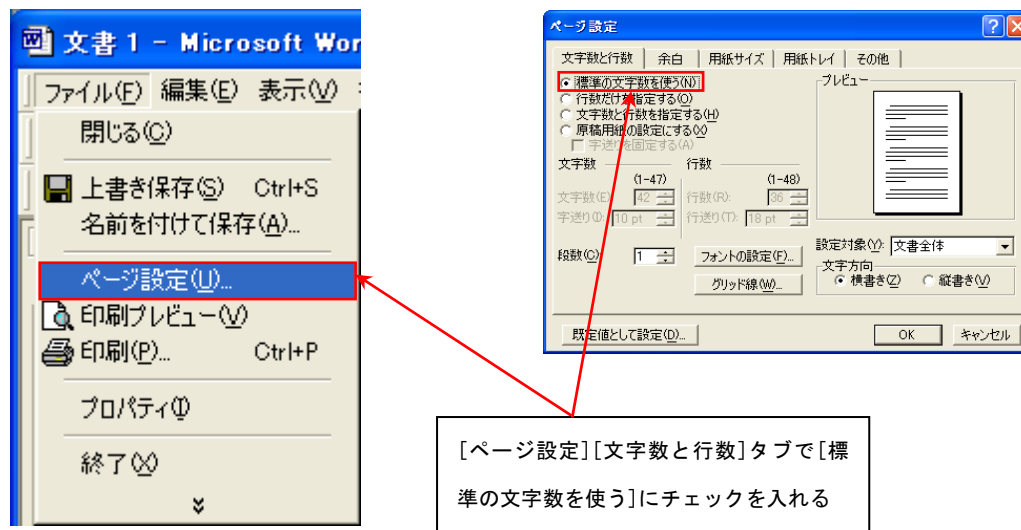 文書 1 - Microsoft Wor
ファイル(F) 編集(E) 表示(V)
閉じる(C)
上書き保存(S) Ctrl+S
名前を付けて保存(A)...
ページ設定(U)...
印刷プレビュー(V)
印刷(P)... Ctrl+P
プロパティ(I)
終了(X)
ページ設定
文字数と行数 余白 用紙サイズ 用紙トレイ その他
標準の文字数を使う(N)
行数だけを指定する(O)
文字数と行数を指定する(H)
原稿用紙の設定にする(X)
字送りを固定する(A)
プレビュー
文字数 行数
(1-47) (1-48)
文字数(E): 42 行数(R): 36
字送り(I): 10 pt 行送り(T): 18 pt
段数(C): 1 フォントの設定(F)...
グリッド線(W)...
設定対象(Y): 文書全体
文字方向
横書き(Z) 縦書き(V)
既定値として設定(D)... OK キャンセル
[ページ設定][文字数と行数]タブで[標
準の文字数を使う]にチェックを入れる